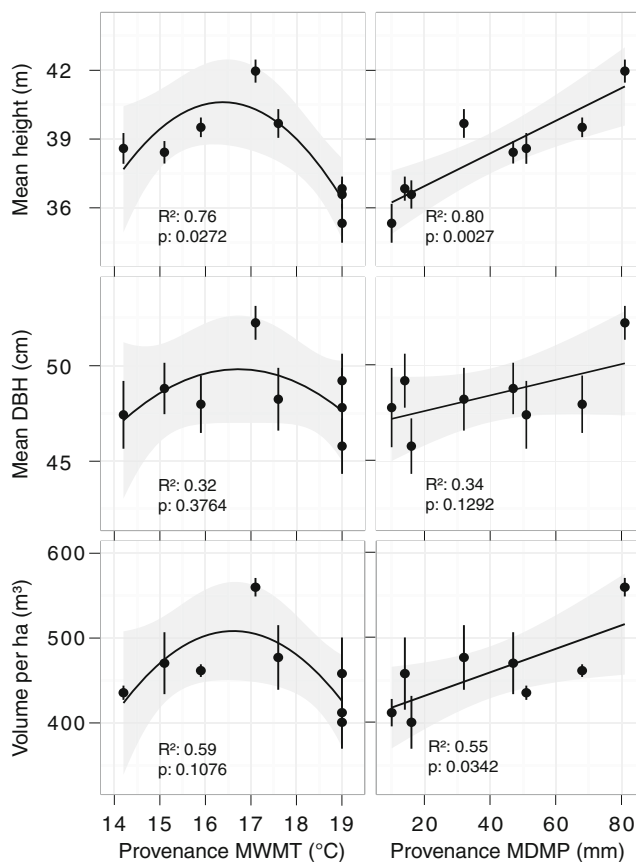 Mean height (m)
42
39
36
R²: 0.76
p: 0.0272
R²: 0.80
p: 0.0027
Mean DBH (cm)
50
45
R²: 0.32
p: 0.3764
R²: 0.34
p: 0.1292
Volume per ha (m³)
600
500
400
R²: 0.59
p: 0.1076
R²: 0.55
p: 0.0342
14 15 16 17 18 19
20 40 60 80
Provenance MWMT (°C)
Provenance MDMP (mm)